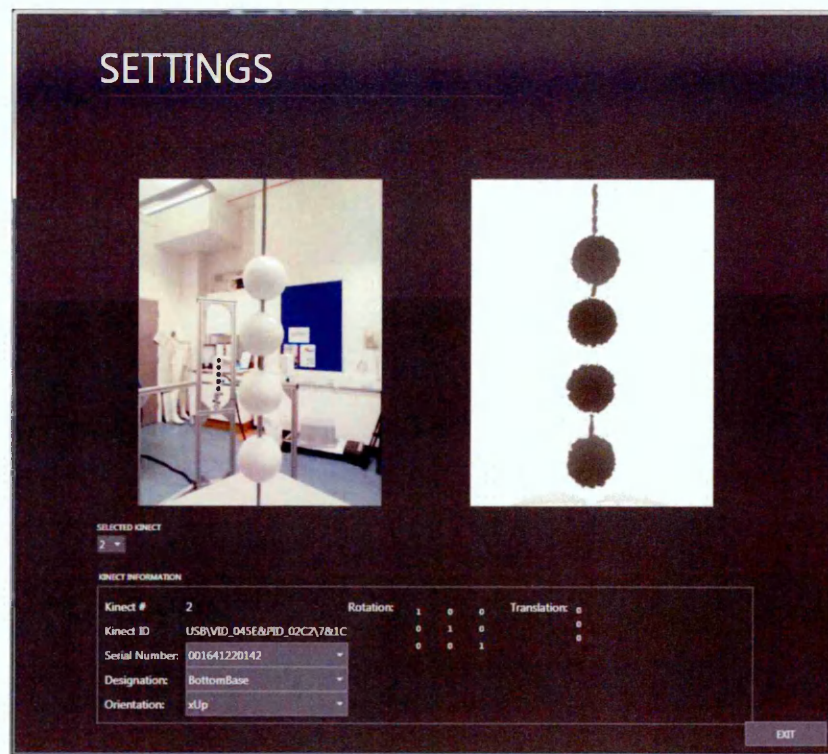 SETTINGS
SELECTED KINECT
2
KINECT INFORMATION
Kinect # 2 Rotation: 1 0 0 Translation: 0
Kinect ID USB\VID_045E&PID_02C2\7&1C 0 1 0 0
Serial Number: 001641220142 0 0 1 0
Designation: BottomBase
Orientation: xUp
EXIT